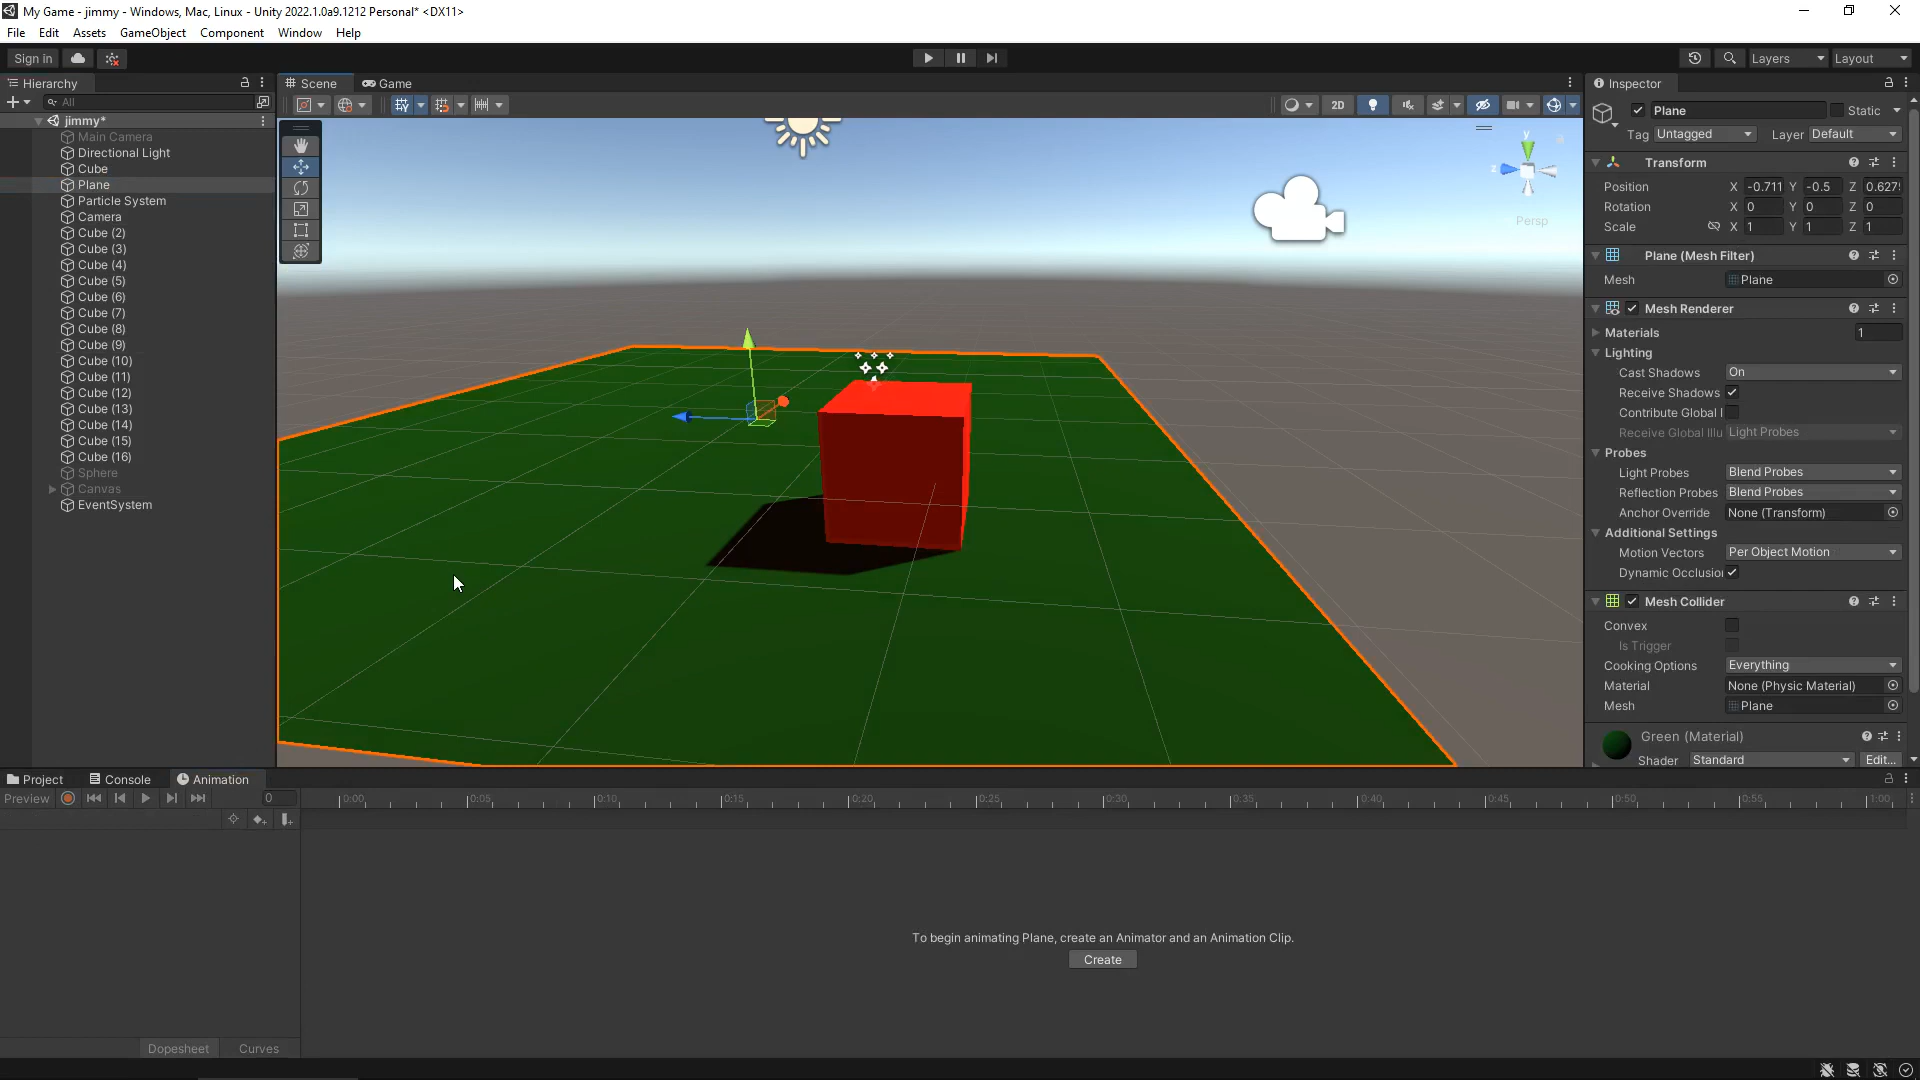 My Game - jimmy - Windows, Mac, Linux - Unity 2022.1.0a9.1212 Personal* <DX11>
File Edit Assets GameObject Component Window Help
Sign in Layers Layout
Hierarchy
All
jimmy*
Main Camera
Directional Light
Cube
Plane
Particle System
Camera
Cube (2)
Cube (3)
Cube (4)
Cube (5)
Cube (6)
Cube (7)
Cube (8)
Cube (9)
Cube (10)
Cube (11)
Cube (12)
Cube (13)
Cube (14)
Cube (15)
Cube (16)
Sphere
Canvas
EventSystem
Scene Game
2D
y
z
Persp
Inspector
Plane Static
Tag Untagged Layer Default
Transform
Position X -0.711 Y -0.5 Z 0.627
Rotation X 0 Y 0 Z 0
Scale X 1 Y 1 Z 1
Plane (Mesh Filter)
Mesh Plane
Mesh Renderer
Materials 1
Lighting
Cast Shadows On
Receive Shadows
Contribute Global I
Receive Global Illu Light Probes
Probes
Light Probes Blend Probes
Reflection Probes Blend Probes
Anchor Override None (Transform)
Additional Settings
Motion Vectors Per Object Motion
Dynamic Occlusion
Mesh Collider
Convex
Is Trigger
Cooking Options Everything
Material None (Physic Material)
Mesh Plane
Green (Material)
Shader Standard Edit...
Project Console Animation
Preview 0 0:00 0:05 0:10 0:15 0:20 0:25 0:30 0:35 0:40 0:45 0:50 0:55 1:00
To begin animating Plane, create an Animator and an Animation Clip.
Create
Dopesheet Curves